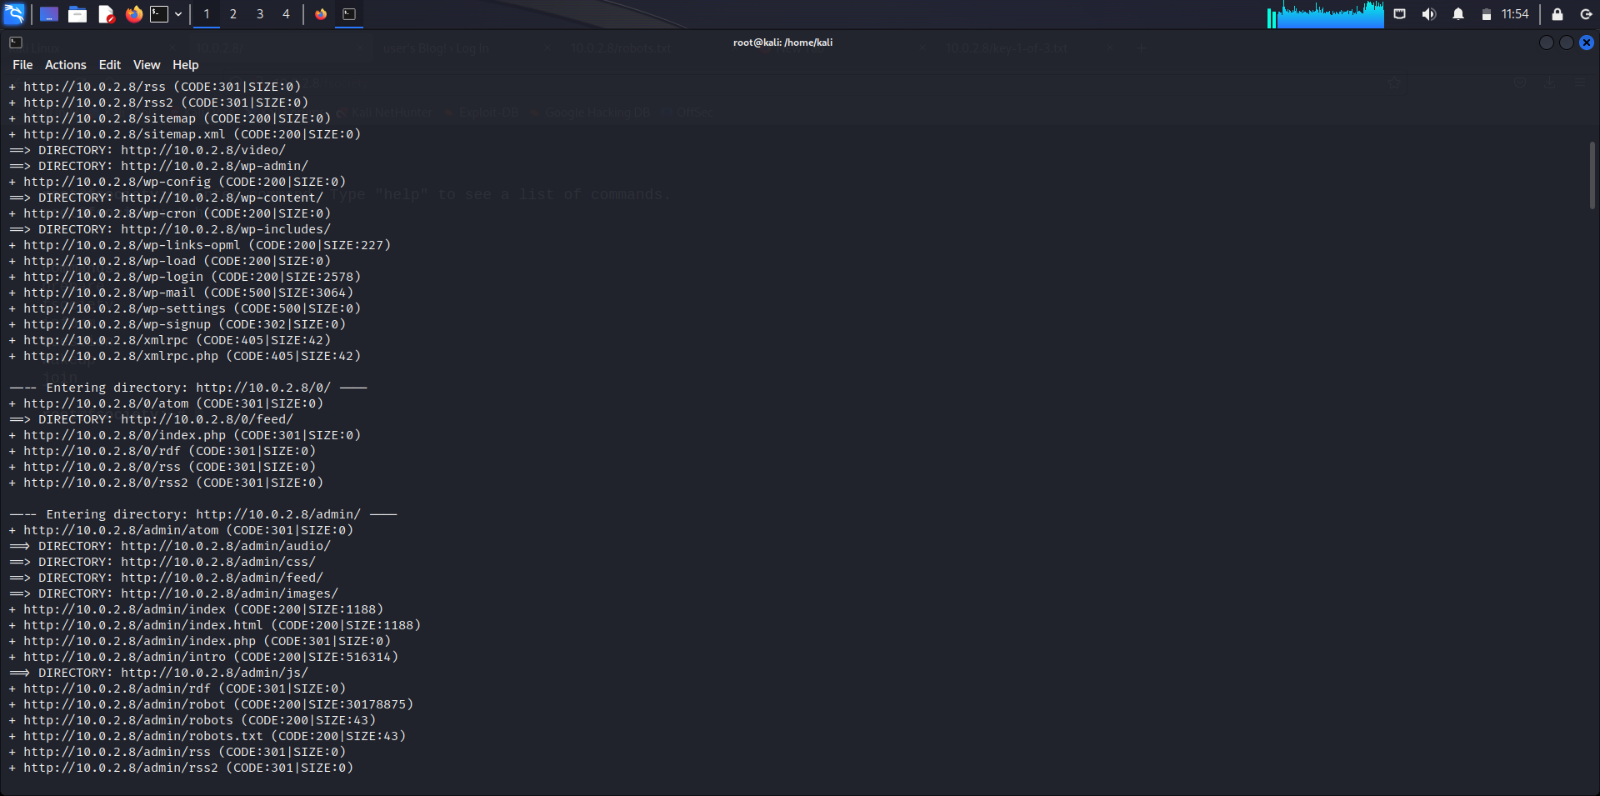 1 2 3 4 11:54
root@kali: /home/kali
File Actions Edit View Help
+ http://10.0.2.8/rss (CODE:301|SIZE:0)
+ http://10.0.2.8/rss2 (CODE:301|SIZE:0)
+ http://10.0.2.8/sitemap (CODE:200|SIZE:0)
+ http://10.0.2.8/sitemap.xml (CODE:200|SIZE:0)
==> DIRECTORY: http://10.0.2.8/video/
==> DIRECTORY: http://10.0.2.8/wp-admin/
+ http://10.0.2.8/wp-config (CODE:200|SIZE:0)
==> DIRECTORY: http://10.0.2.8/wp-content/
Type "help" to see a list of commands.
+ http://10.0.2.8/wp-cron (CODE:200|SIZE:0)
==> DIRECTORY: http://10.0.2.8/wp-includes/
+ http://10.0.2.8/wp-links-opml (CODE:200|SIZE:227)
+ http://10.0.2.8/wp-load (CODE:200|SIZE:0)
+ http://10.0.2.8/wp-login (CODE:200|SIZE:2578)
+ http://10.0.2.8/wp-mail (CODE:500|SIZE:3064)
+ http://10.0.2.8/wp-settings (CODE:500|SIZE:0)
+ http://10.0.2.8/wp-signup (CODE:302|SIZE:0)
+ http://10.0.2.8/xmlrpc (CODE:405|SIZE:42)
+ http://10.0.2.8/xmlrpc.php (CODE:405|SIZE:42)
---- Entering directory: http://10.0.2.8/0/ ----
+ http://10.0.2.8/0/atom (CODE:301|SIZE:0)
==> DIRECTORY: http://10.0.2.8/0/feed/
+ http://10.0.2.8/0/index.php (CODE:301|SIZE:0)
+ http://10.0.2.8/0/rdf (CODE:301|SIZE:0)
+ http://10.0.2.8/0/rss (CODE:301|SIZE:0)
+ http://10.0.2.8/0/rss2 (CODE:301|SIZE:0)
---- Entering directory: http://10.0.2.8/admin/ ----
+ http://10.0.2.8/admin/atom (CODE:301|SIZE:0)
==> DIRECTORY: http://10.0.2.8/admin/audio/
==> DIRECTORY: http://10.0.2.8/admin/css/
==> DIRECTORY: http://10.0.2.8/admin/feed/
==> DIRECTORY: http://10.0.2.8/admin/images/
+ http://10.0.2.8/admin/index (CODE:200|SIZE:1188)
+ http://10.0.2.8/admin/index.html (CODE:200|SIZE:1188)
+ http://10.0.2.8/admin/index.php (CODE:301|SIZE:0)
+ http://10.0.2.8/admin/intro (CODE:200|SIZE:516314)
==> DIRECTORY: http://10.0.2.8/admin/js/
+ http://10.0.2.8/admin/rdf (CODE:301|SIZE:0)
+ http://10.0.2.8/admin/robot (CODE:200|SIZE:30178875)
+ http://10.0.2.8/admin/robots (CODE:200|SIZE:43)
+ http://10.0.2.8/admin/robots.txt (CODE:200|SIZE:43)
+ http://10.0.2.8/admin/rss (CODE:301|SIZE:0)
+ http://10.0.2.8/admin/rss2 (CODE:301|SIZE:0)